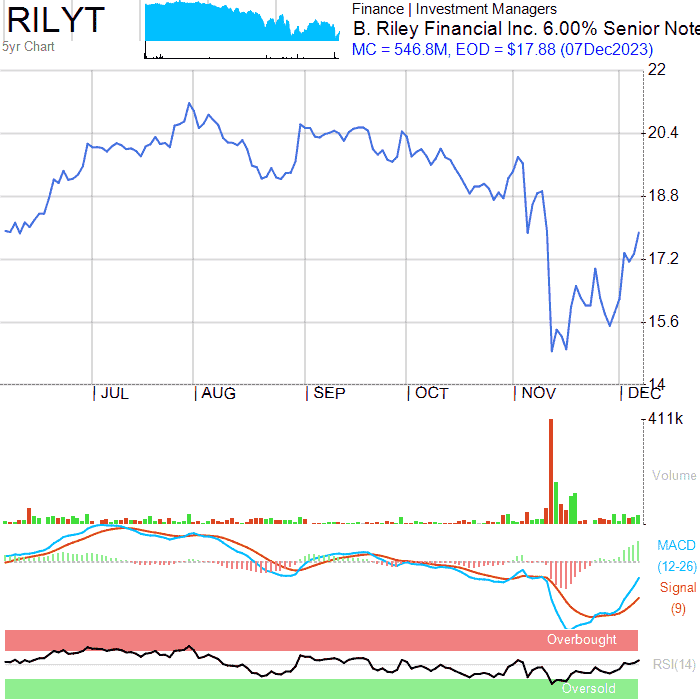 RILYT
5yr Chart
Finance | Investment Managers
B. Riley Financial Inc. 6.00% Senior Note
MC = 546.8M, EOD = $17.88 (07Dec2023)
22
20.4
18.8
17.2
15.6
14
JUL AUG SEP OCT NOV DEC
411k
Volume
MACD
(12-26)
Signal
(9)
Overbought
RSI(14)
Oversold